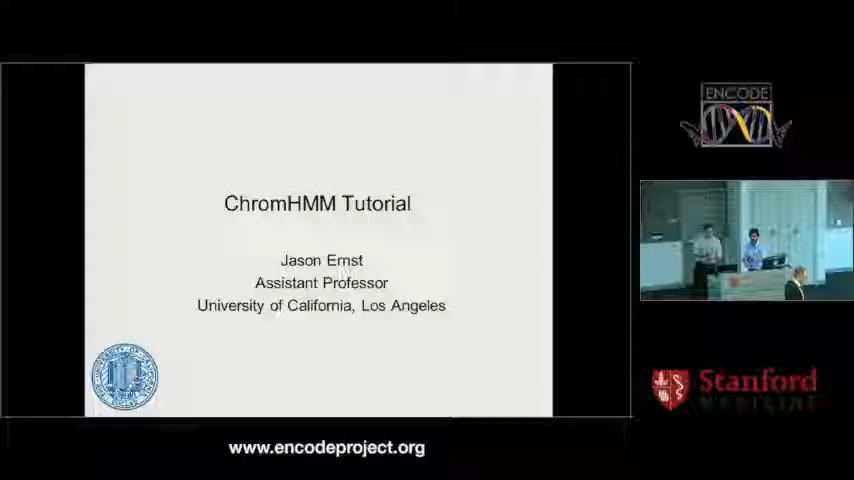 ChromHMM Tutorial
Jason Ernst
Assistant Professor
University of California, Los Angeles
ENCODE
Stanford
MEDICINE
www.encodeproject.org